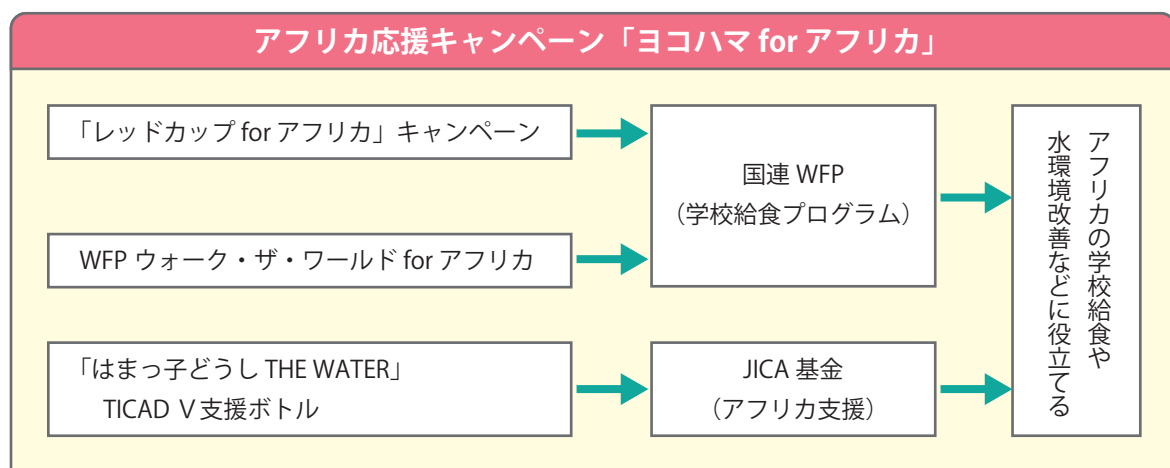 アフリカ応援キャンペーン「ヨコハマ for アフリカ」
「レッドカップ for アフリカ」キャンペーン
WFP ウォーク・ザ・ワールド for アフリカ
「はまっ子どうし THE WATER」
TICAD Ⅴ支援ボトル
国連 WFP
（学校給食プログラム）
JICA 基金
（アフリカ支援）
アフリカの学校給食や
水環境改善などに役立てる